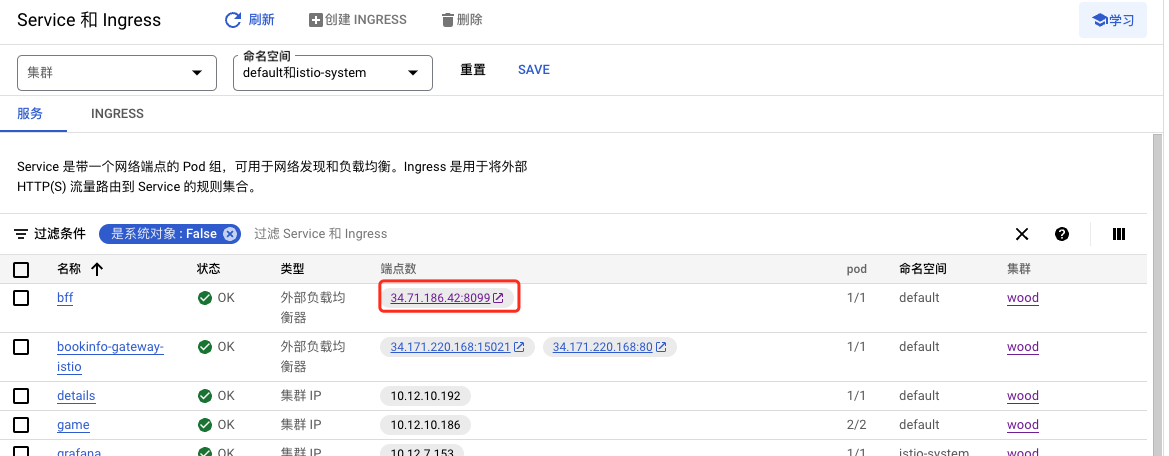 Service 和 Ingress
刷新
创建 INGRESS
删除
学习
集群
命名空间
default和istio-system
重置
SAVE
服务
INGRESS
Service 是带一个网络端点的 Pod 组，可用于网络发现和负载均衡。Ingress 是用于将外部
HTTP(S) 流量路由到 Service 的规则集合。
过滤条件
是系统对象 : False
过滤 Service 和 Ingress
名称 状态 类型 端点数 pod 命名空间 集群
bff OK 外部负载均 34.71.186.42:8099 1/1 default wood
衡器
bookinfo-gateway- OK 外部负载均 34.171.220.168:15021 34.171.220.168:80 1/1 default wood
istio 衡器
details OK 集群 IP 10.12.10.192 1/1 default wood
game OK 集群 IP 10.12.10.186 2/2 default wood
grafana OK 集群 IP 10.12.7.153 1/1 istio-system wood